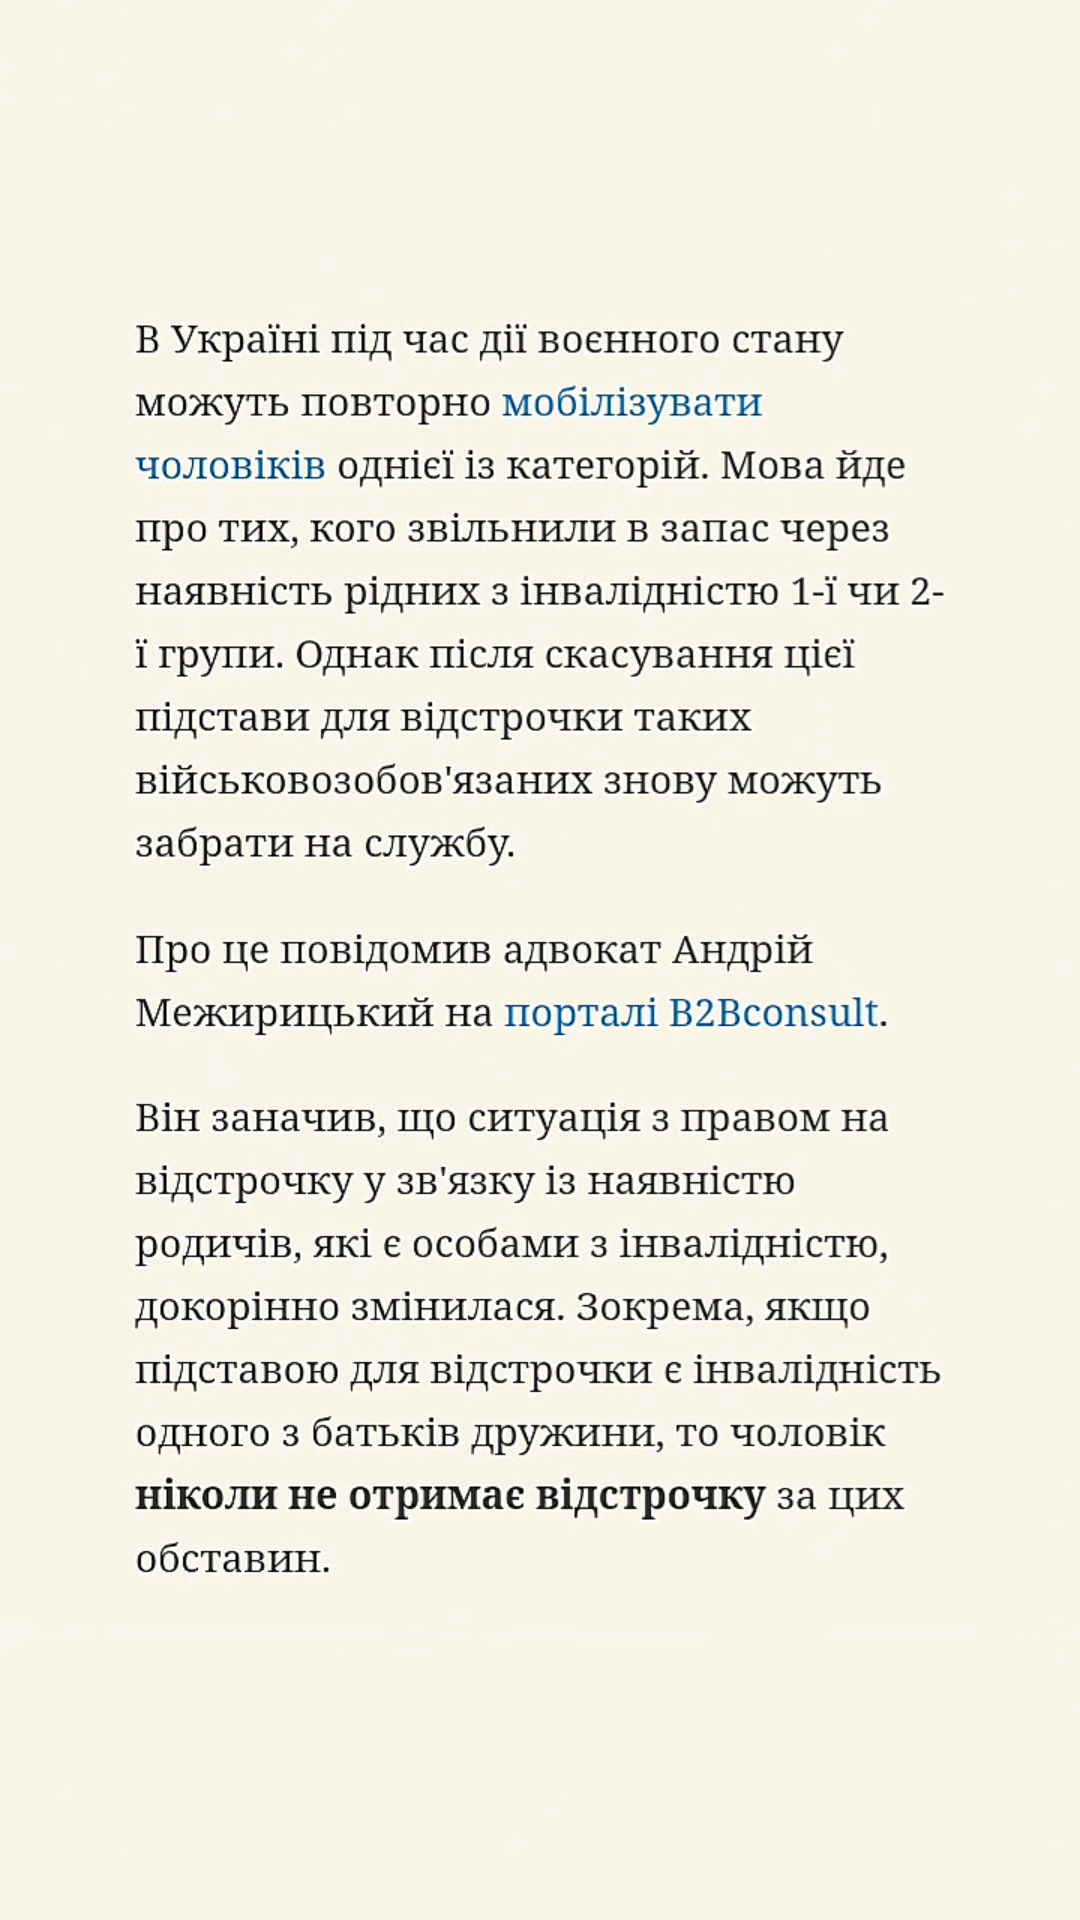 В Україні під час дії воєнного стану
можуть повторно мобілізувати
чоловіків однієї із категорій. Мова йде
про тих, кого звільнили в запас через
наявність рідних з інвалідністю 1-ї чи 2-
ї групи. Однак після скасування цієї
підстави для відстрочки таких
військовозобов'язаних знову можуть
забрати на службу.
Про це повідомив адвокат Андрій
Межирицький на порталі B2Bconsult.
Він заначив, що ситуація з правом на
відстрочку у зв'язку із наявністю
родичів, які є особами з інвалідністю,
докорінно змінилася. Зокрема, якщо
підставою для відстрочки є інвалідність
одного з батьків дружини, то чоловік
ніколи не отримає відстрочку за цих
обставин.